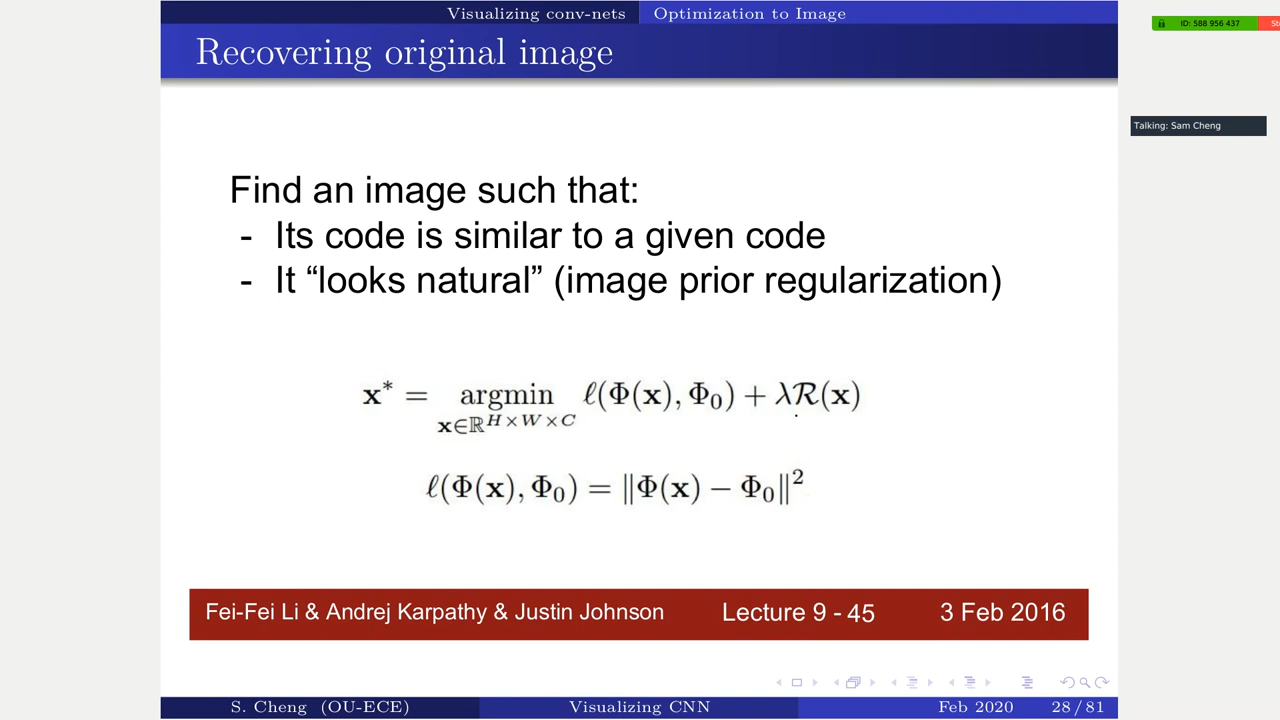 Visualizing conv-nets Optimization to Image
ID: 588 956 437
Recovering original image
Talking: Sam Cheng
Find an image such that:
- Its code is similar to a given code
- It “looks natural” (image prior regularization)
x* = argmin ℓ(Φ(x), Φ₀) + λℛ(x)
x∈ℝ^{H×W×C}
ℓ(Φ(x), Φ₀) = ‖Φ(x) − Φ₀‖²
Fei-Fei Li & Andrej Karpathy & Justin Johnson Lecture 9 - 45 3 Feb 2016
S. Cheng (OU-ECE) Visualizing CNN Feb 2020 28 / 81